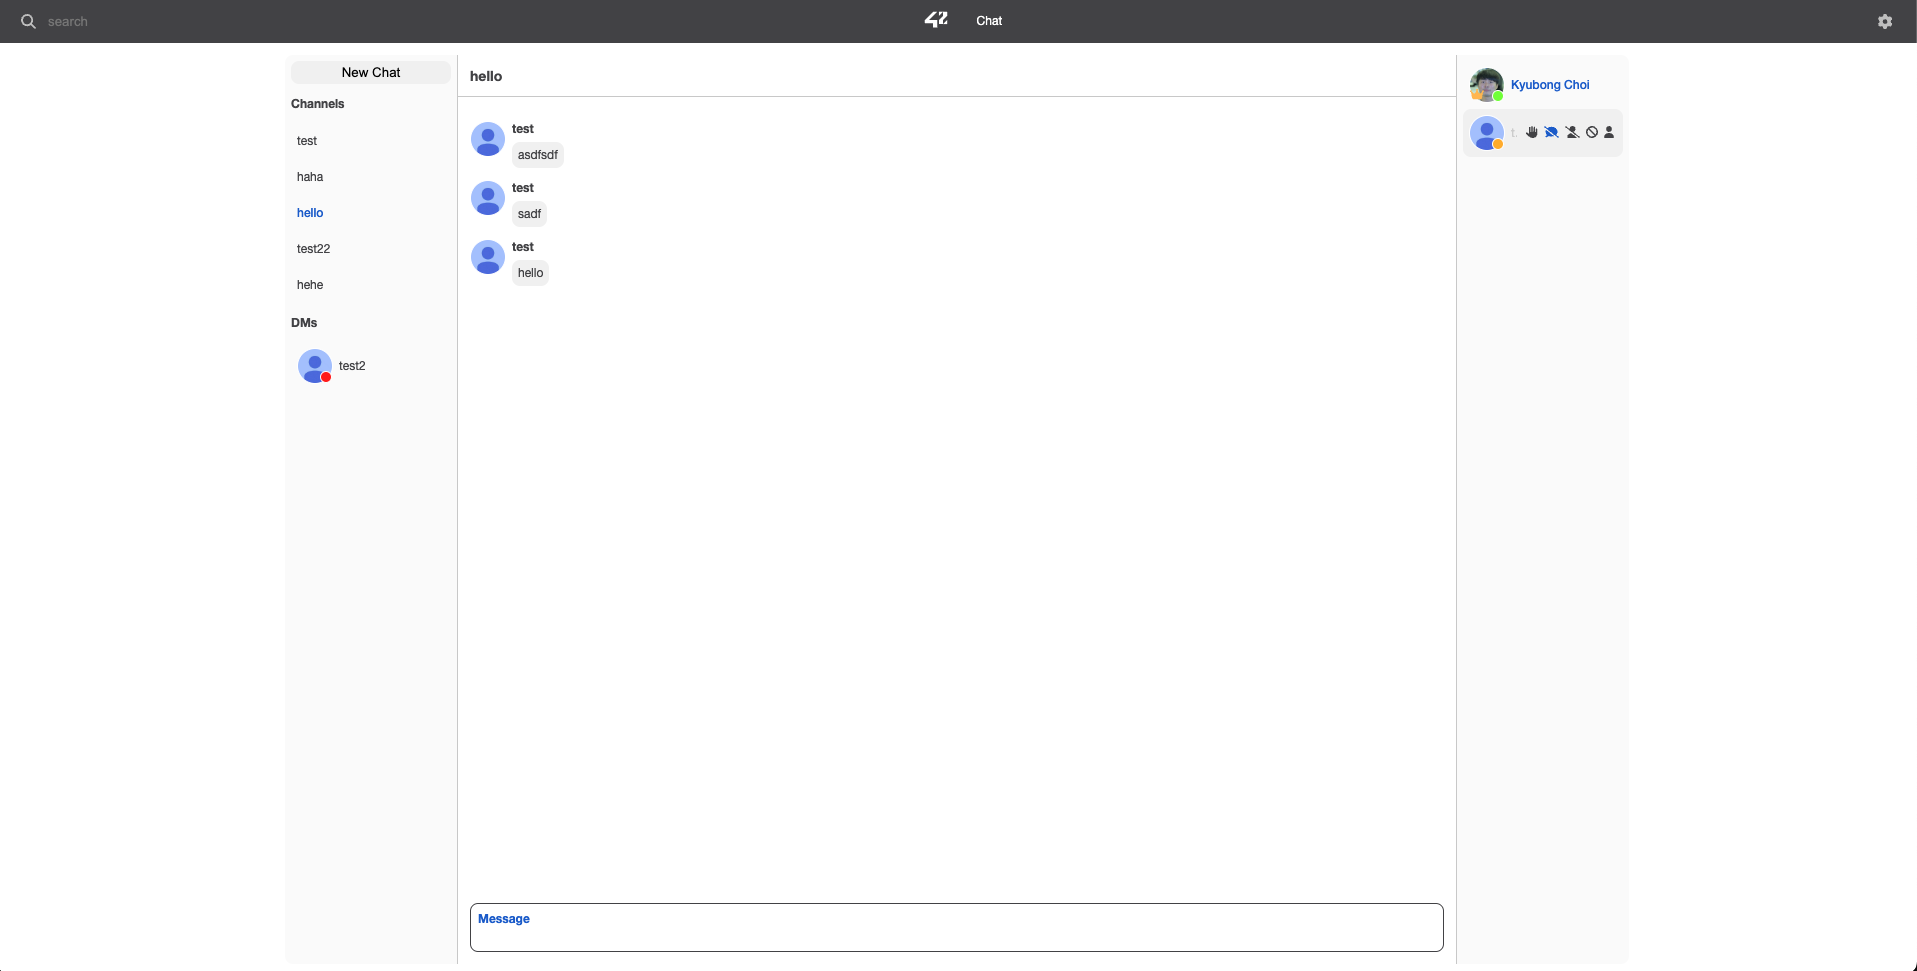 search
42
Chat
New Chat
Channels
test
haha
hello
test22
hehe
DMs
test2
hello
test
asdfsdf
test
sadf
test
hello
Message
Kyubong Choi
t.